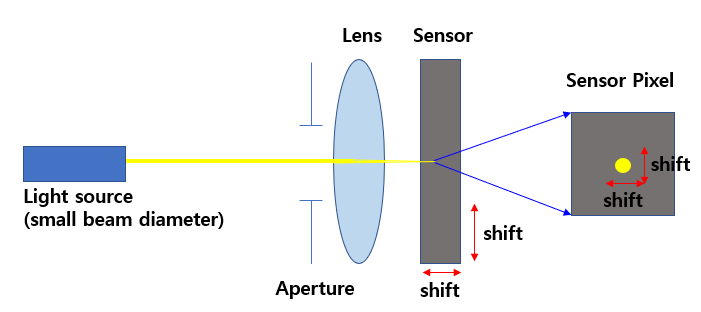 Lens
Sensor
Sensor Pixel
Light source
(small beam diameter)
shift
shift
shift
Aperture
shift